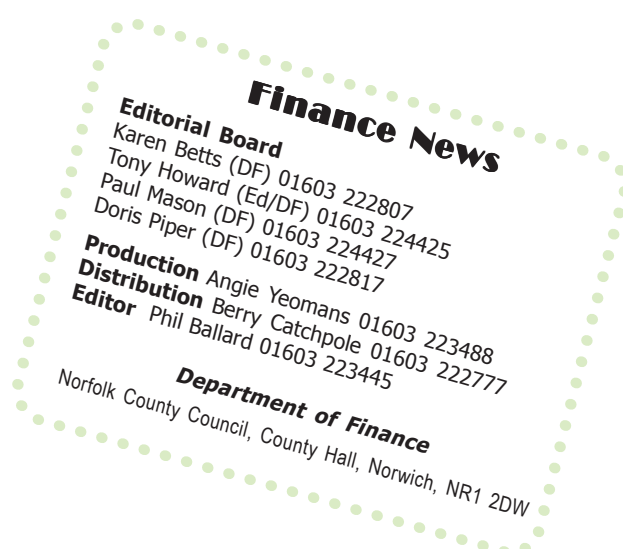 Finance News
Editorial Board
Karen Betts (DF) 01603 222807
Tony Howard (Ed/DF) 01603 224425
Paul Mason (DF) 01603 224427
Doris Piper (DF) 01603 222817
Production Angie Yeomans 01603 223488
Distribution Berry Catchpole 01603 222777
Editor Phil Ballard 01603 223445
Department of Finance
Norfolk County Council, County Hall, Norwich, NR1 2DW